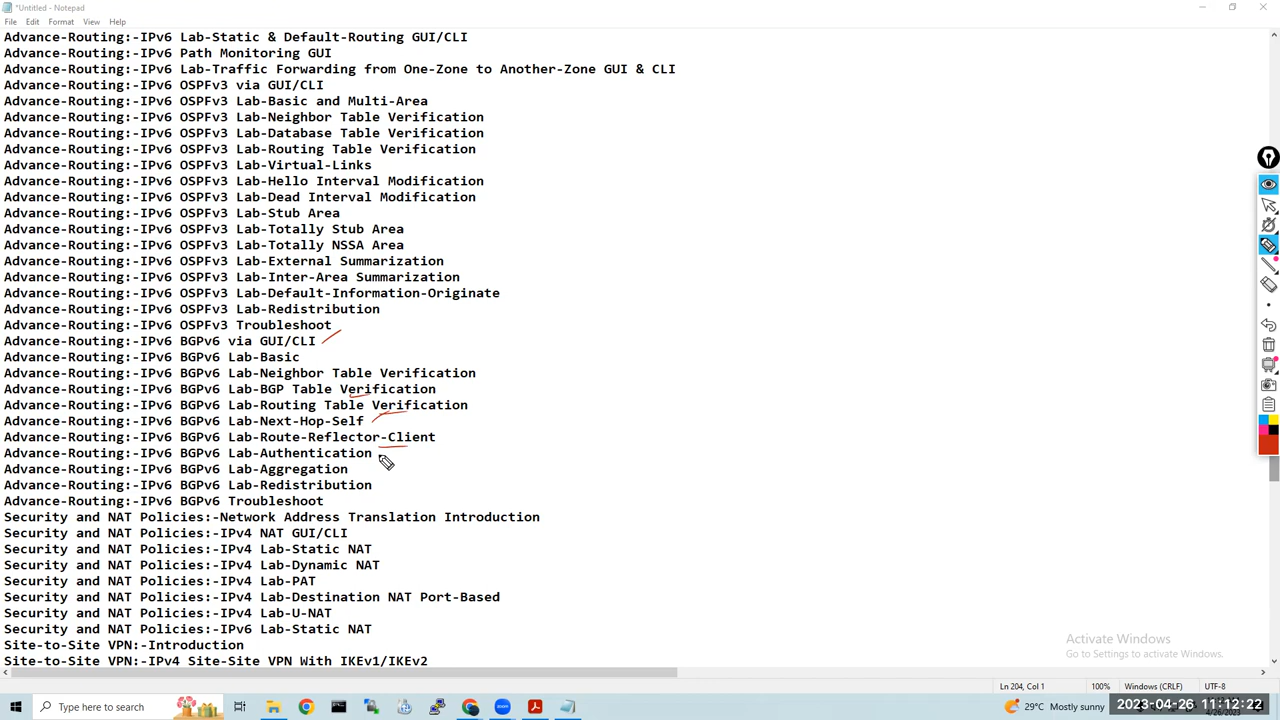 *Untitled - Notepad
File Edit Format View Help
Advance-Routing:-IPv6 Lab-Static & Default-Routing GUI/CLI
Advance-Routing:-IPv6 Path Monitoring GUI
Advance-Routing:-IPv6 Lab-Traffic Forwarding from One-Zone to Another-Zone GUI & CLI
Advance-Routing:-IPv6 OSPFv3 via GUI/CLI
Advance-Routing:-IPv6 OSPFv3 Lab-Basic and Multi-Area
Advance-Routing:-IPv6 OSPFv3 Lab-Neighbor Table Verification
Advance-Routing:-IPv6 OSPFv3 Lab-Database Table Verification
Advance-Routing:-IPv6 OSPFv3 Lab-Routing Table Verification
Advance-Routing:-IPv6 OSPFv3 Lab-Virtual-Links
Advance-Routing:-IPv6 OSPFv3 Lab-Hello Interval Modification
Advance-Routing:-IPv6 OSPFv3 Lab-Dead Interval Modification
Advance-Routing:-IPv6 OSPFv3 Lab-Stub Area
Advance-Routing:-IPv6 OSPFv3 Lab-Totally Stub Area
Advance-Routing:-IPv6 OSPFv3 Lab-Totally NSSA Area
Advance-Routing:-IPv6 OSPFv3 Lab-External Summarization
Advance-Routing:-IPv6 OSPFv3 Lab-Inter-Area Summarization
Advance-Routing:-IPv6 OSPFv3 Lab-Default-Information-Originate
Advance-Routing:-IPv6 OSPFv3 Lab-Redistribution
Advance-Routing:-IPv6 OSPFv3 Troubleshoot
Advance-Routing:-IPv6 BGPv6 via GUI/CLI
Advance-Routing:-IPv6 BGPv6 Lab-Basic
Advance-Routing:-IPv6 BGPv6 Lab-Neighbor Table Verification
Advance-Routing:-IPv6 BGPv6 Lab-BGP Table Verification
Advance-Routing:-IPv6 BGPv6 Lab-Routing Table Verification
Advance-Routing:-IPv6 BGPv6 Lab-Next-Hop-Self
Advance-Routing:-IPv6 BGPv6 Lab-Route-Reflector-Client
Advance-Routing:-IPv6 BGPv6 Lab-Authentication
Advance-Routing:-IPv6 BGPv6 Lab-Aggregation
Advance-Routing:-IPv6 BGPv6 Lab-Redistribution
Advance-Routing:-IPv6 BGPv6 Troubleshoot
Security and NAT Policies:-Network Address Translation Introduction
Security and NAT Policies:-IPv4 NAT GUI/CLI
Security and NAT Policies:-IPv4 Lab-Static NAT
Security and NAT Policies:-IPv4 Lab-Dynamic NAT
Security and NAT Policies:-IPv4 Lab-PAT
Security and NAT Policies:-IPv4 Lab-Destination NAT Port-Based
Security and NAT Policies:-IPv4 Lab-U-NAT
Security and NAT Policies:-IPv6 Lab-Static NAT
Site-to-Site VPN:-Introduction
Site-to-Site VPN:-IPv4 Site-Site VPN With IKEv1/IKEv2
Activate Windows
Go to Settings to activate Windows.
Ln 204, Col 1 100% Windows (CRLF) UTF-8
Type here to search
29°C Mostly sunny
2023-04-26 11:12:22